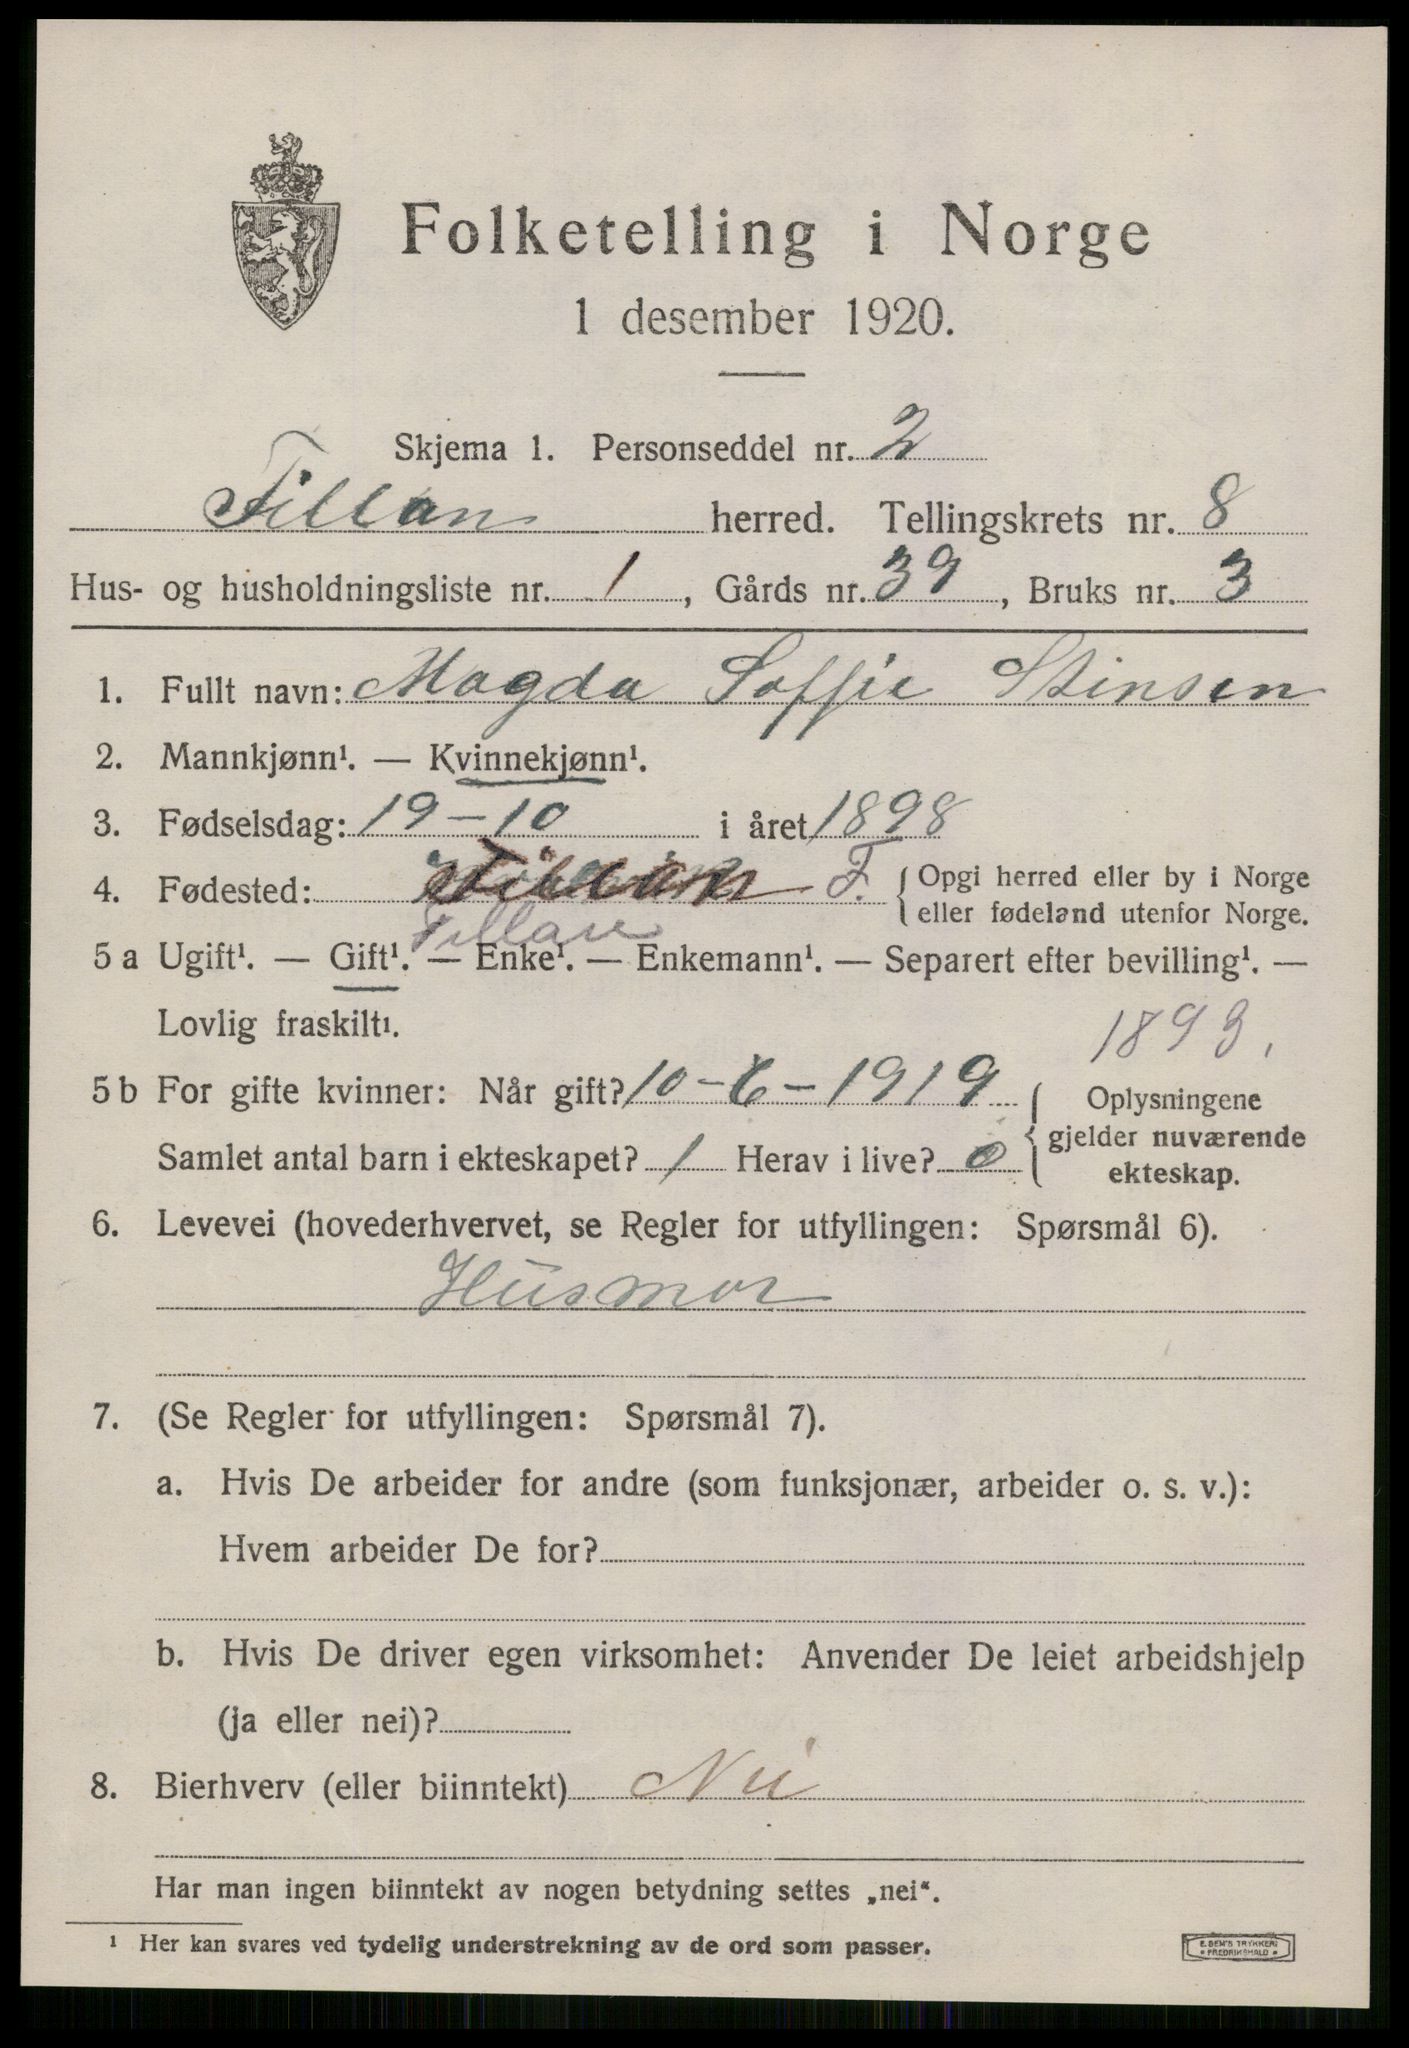 Folketelling i Norge
1 desember 1920.
Skjema 1. Personseddel nr. 2
Fillan herred. Tellingskrets nr. 8
Hus- og husholdningsliste nr. 1, Gårds nr. 39, Bruks nr. 3
1. Fullt navn: Magda Soffie Stinsen
2. Mannkjønn¹. — Kvinnekjønn¹.
3. Fødselsdag: 19-10 i året 1898
4. Fødested: Fillan F. Opgi herred eller by i Norge
eller fødeland utenfor Norge.
Fillan
5 a Ugift¹. — Gift¹. — Enke¹. — Enkemann¹. — Separert efter bevilling¹. —
Lovlig fraskilt¹.
1893.
5 b For gifte kvinner: Når gift? 10-6-1919 Oplysningene
gjelder nuværende
Samlet antal barn i ekteskapet? 1 Herav i live? 0 ekteskap.
6. Levevei (hovederhvervet, se Regler for utfyllingen: Spørsmål 6).
Husmor
7. (Se Regler for utfyllingen: Spørsmål 7).
a. Hvis De arbeider for andre (som funksjonær, arbeider o. s. v.):
Hvem arbeider De for?
b. Hvis De driver egen virksomhet: Anvender De leiet arbeidshjelp
(ja eller nei)?
8. Bierhverv (eller biinntekt) Nei
Har man ingen biinntekt av nogen betydning settes „nei“.
¹ Her kan svares ved tydelig understrekning av de ord som passer.
E. SEM'S TRYKKERI
FREDRIKSHALD